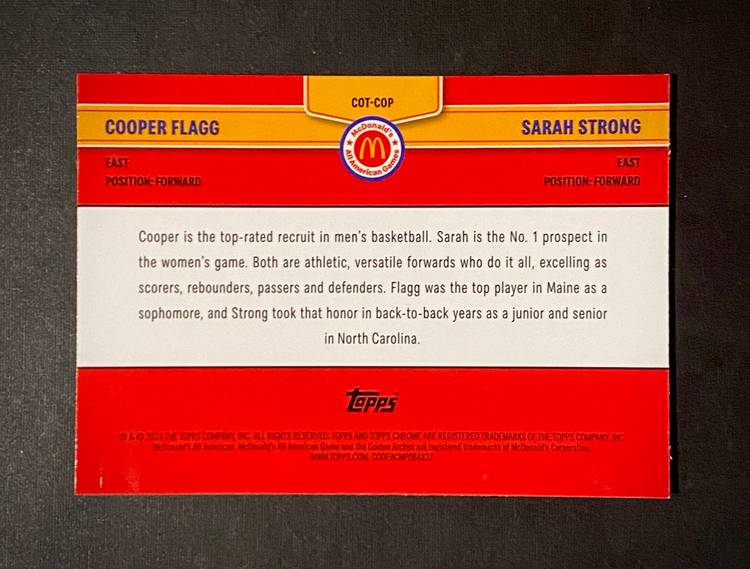 COT-COP
COOPER FLAGG
SARAH STRONG
McDonald's
All American Games
EAST
EAST
POSITION: FORWARD
POSITION: FORWARD
Cooper is the top-rated recruit in men's basketball. Sarah is the No. 1 prospect in
the women's game. Both are athletic, versatile forwards who do it all, excelling as
scorers, rebounders, passers and defenders. Flagg was the top player in Maine as a
sophomore, and Strong took that honor in back-to-back years as a junior and senior
in North Carolina.
topps
® & © 2024 THE TOPPS COMPANY, INC. ALL RIGHTS RESERVED. TOPPS AND TOPPS CHROME ARE REGISTERED TRADEMARKS OF THE TOPPS COMPANY, INC.
McDonald's All American, McDonald's All American Game and the Golden Arches are registered trademarks of McDonald's Corporation.
WWW.TOPPS.COM